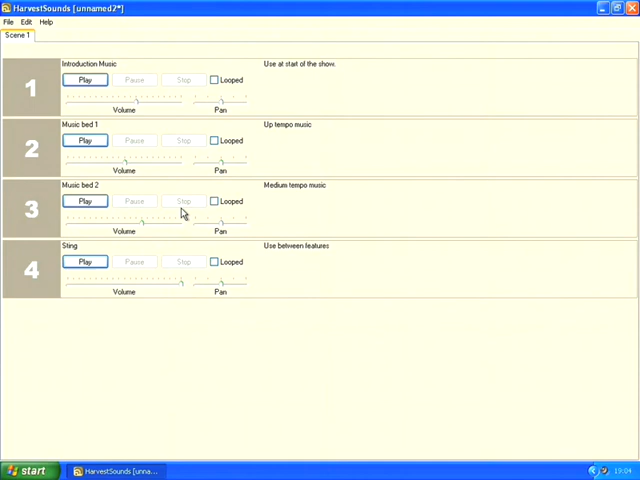 HarvestSounds [unnamed2*]
File Edit Help
Scene 1
1
Introduction Music
Use at start of the show.
Play Pause Stop Looped
Volume Pan
2
Music bed 1
Up tempo music
Play Pause Stop Looped
Volume Pan
3
Music bed 2
Medium tempo music
Play Pause Stop Looped
Volume Pan
4
Sting
Use between features
Play Pause Stop Looped
Volume Pan
start
HarvestSounds [unna...
19:04